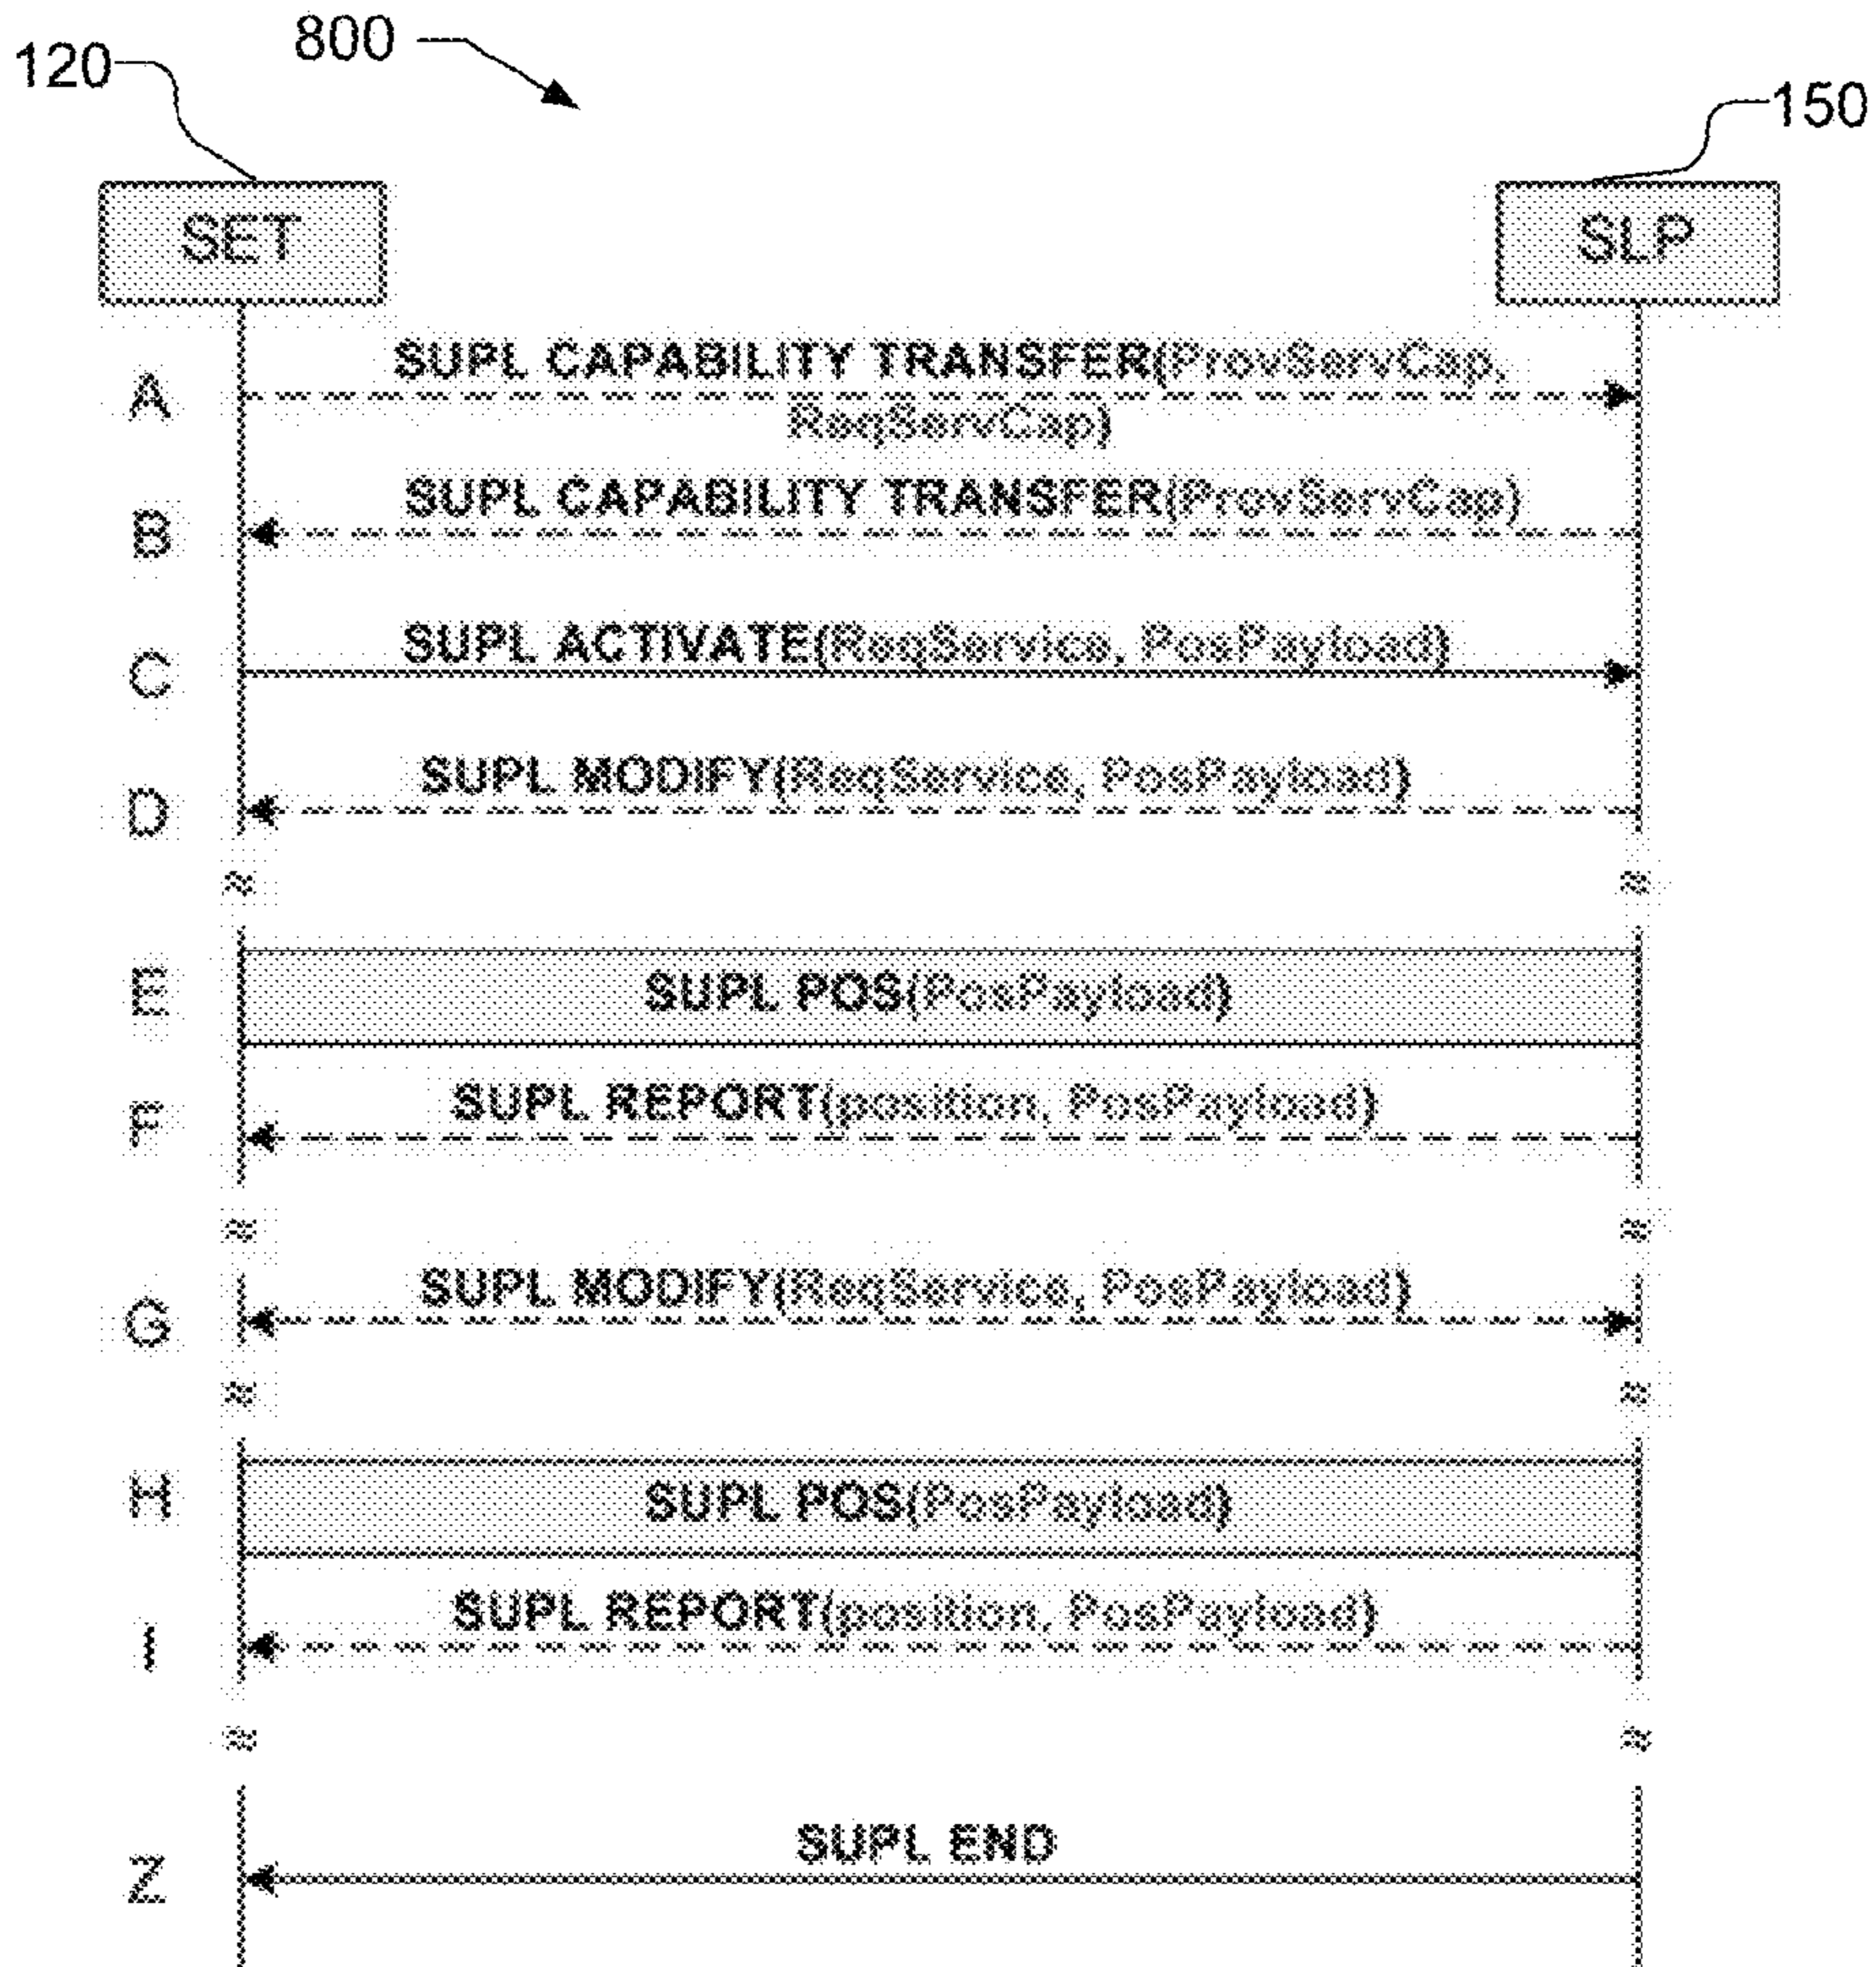 800
120
150
SET
SLP
A
SUPL CAPABILITY TRANSFER(ProvServCap,
ReqServCap)
B
SUPL CAPABILITY TRANSFER(ProvServCap)
C
SUPL ACTIVATE(ReqService, PosPayload)
D
SUPL MODIFY(ReqService, PosPayload)
E
SUPL POS(PosPayload)
F
SUPL REPORT(position, PosPayload)
G
SUPL MODIFY(ReqService, PosPayload)
H
SUPL POS(PosPayload)
I
SUPL REPORT(position, PosPayload)
Z
SUPL END